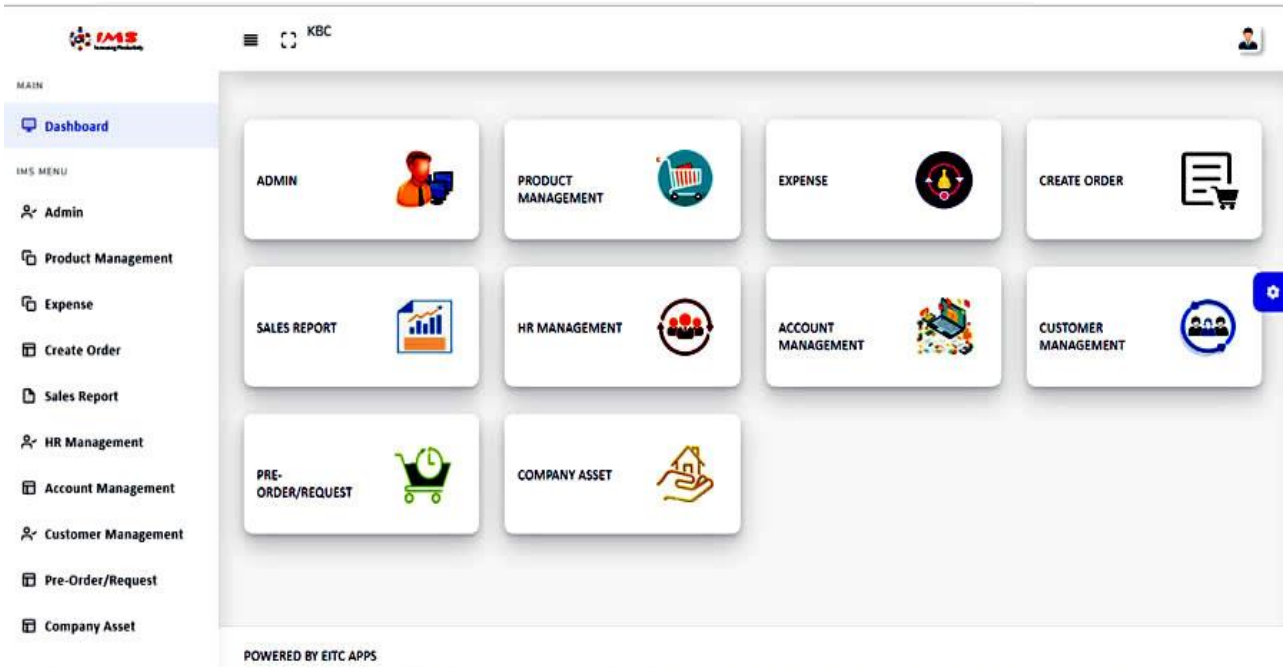 IMS
KBC
MAIN
Dashboard
IMS MENU
Admin
Product Management
Expense
Create Order
Sales Report
HR Management
Account Management
Customer Management
Pre-Order/Request
Company Asset
ADMIN
PRODUCT
MANAGEMENT
EXPENSE
CREATE ORDER
SALES REPORT
HR MANAGEMENT
ACCOUNT
MANAGEMENT
CUSTOMER
MANAGEMENT
PRE-
ORDER/REQUEST
COMPANY ASSET
POWERED BY EITC APPS